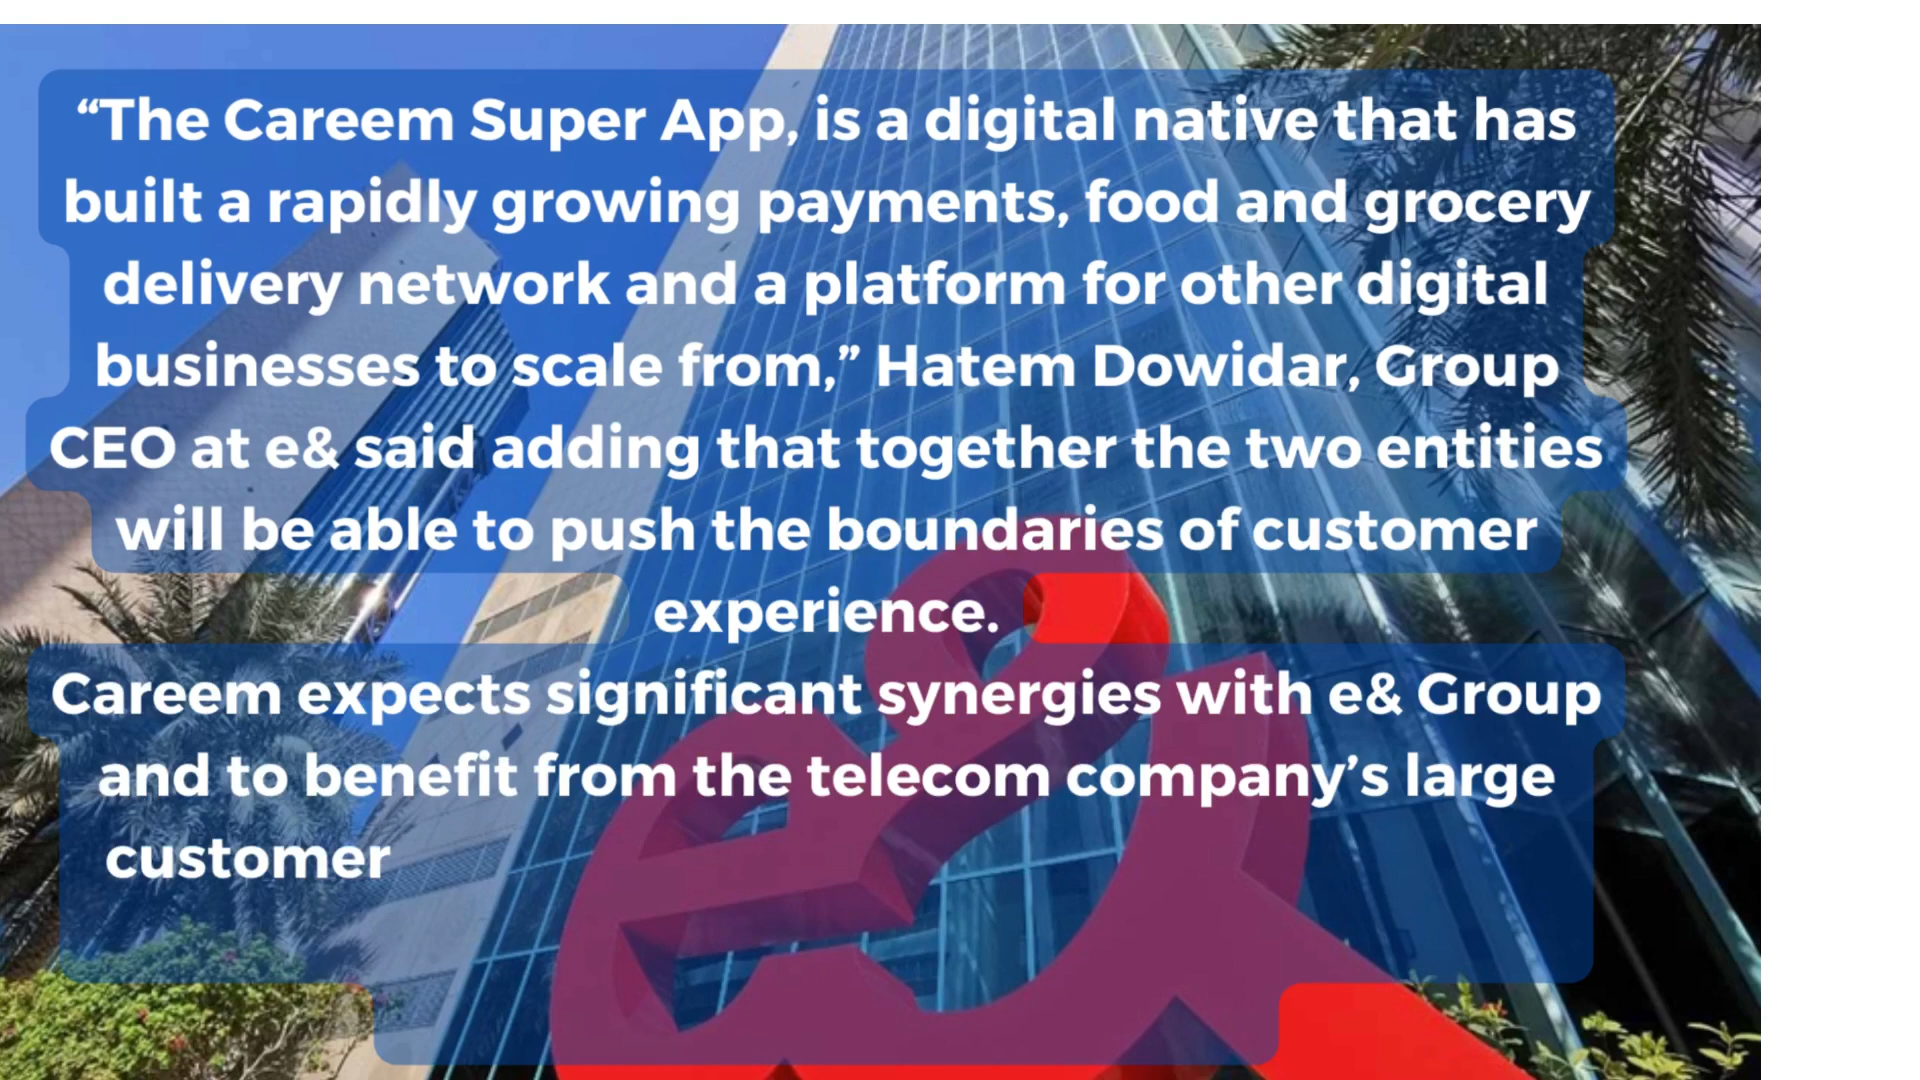 “The Careem Super App, is a digital native that has
built a rapidly growing payments, food and grocery
delivery network and a platform for other digital
businesses to scale from,” Hatem Dowidar, Group
CEO at e& said adding that together the two entities
will be able to push the boundaries of customer
experience.
Careem expects significant synergies with e& Group
and to benefit from the telecom company’s large
customer
e&